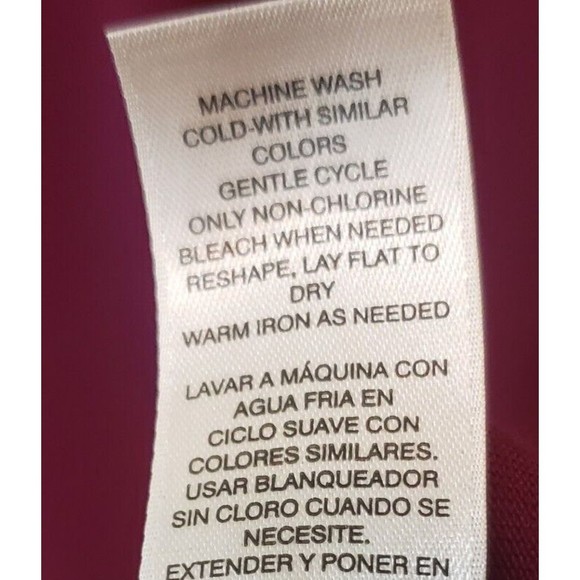 MACHINE WASH
COLD-WITH SIMILAR
COLORS
GENTLE CYCLE
ONLY NON-CHLORINE
BLEACH WHEN NEEDED
RESHAPE, LAY FLAT TO
DRY
WARM IRON AS NEEDED
LAVAR A MÁQUINA CON
AGUA FRIA EN
CICLO SUAVE CON
COLORES SIMILARES.
USAR BLANQUEADOR
SIN CLORO CUANDO SE
NECESITE.
EXTENDER Y PONER EN